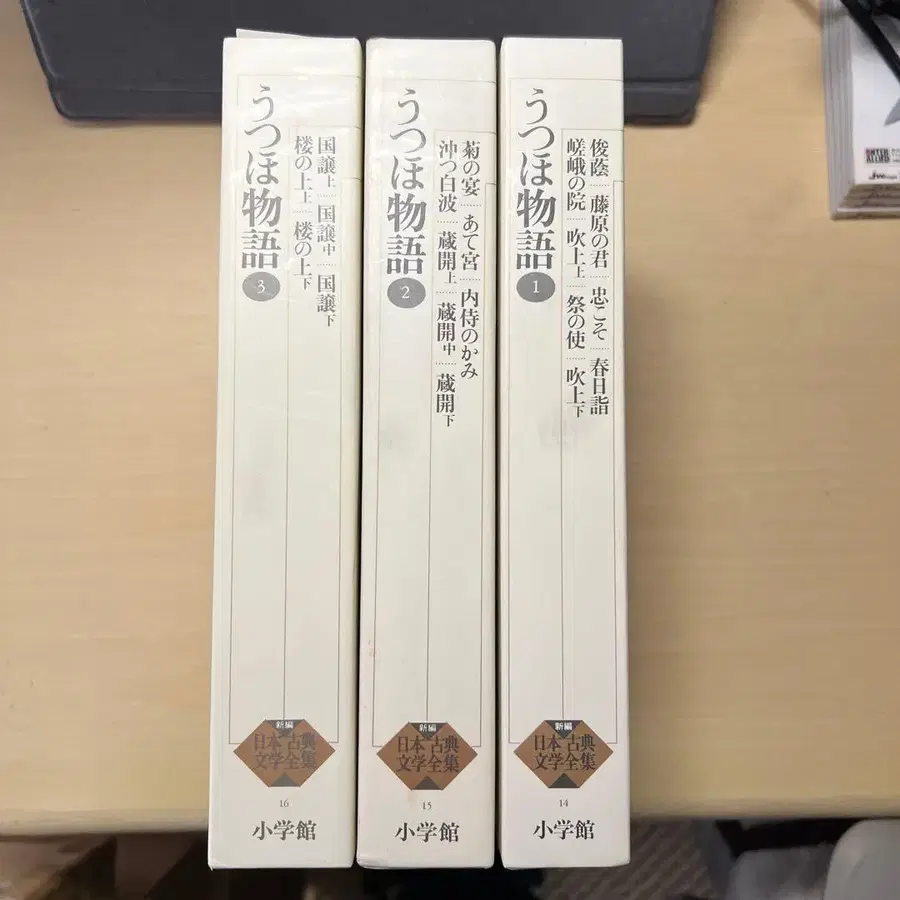 うつほ物語
1
俊蔭……藤原の君……忠こそ……春日詣
嵯峨の院……吹上上……祭の使……吹上下
新編
日本古典
文学全集
14
小学館
うつほ物語
2
菊の宴……あて宮……内侍のかみ
沖つ白波……蔵開上……蔵開中……蔵開下
新編
日本古典
文学全集
15
小学館
うつほ物語
3
国譲上……国譲中……国譲下
楼の上上……楼の上下
新編
日本古典
文学全集
16
小学館